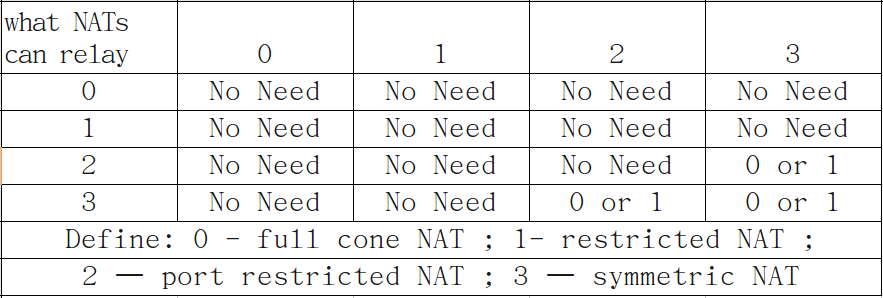 what NATs
can relay 0 1 2 3
0 No Need No Need No Need No Need
1 No Need No Need No Need No Need
2 No Need No Need No Need 0 or 1
3 No Need No Need 0 or 1 0 or 1
Define: 0 - full cone NAT ; 1- restricted NAT ;
2 — port restricted NAT ; 3 — symmetric NAT